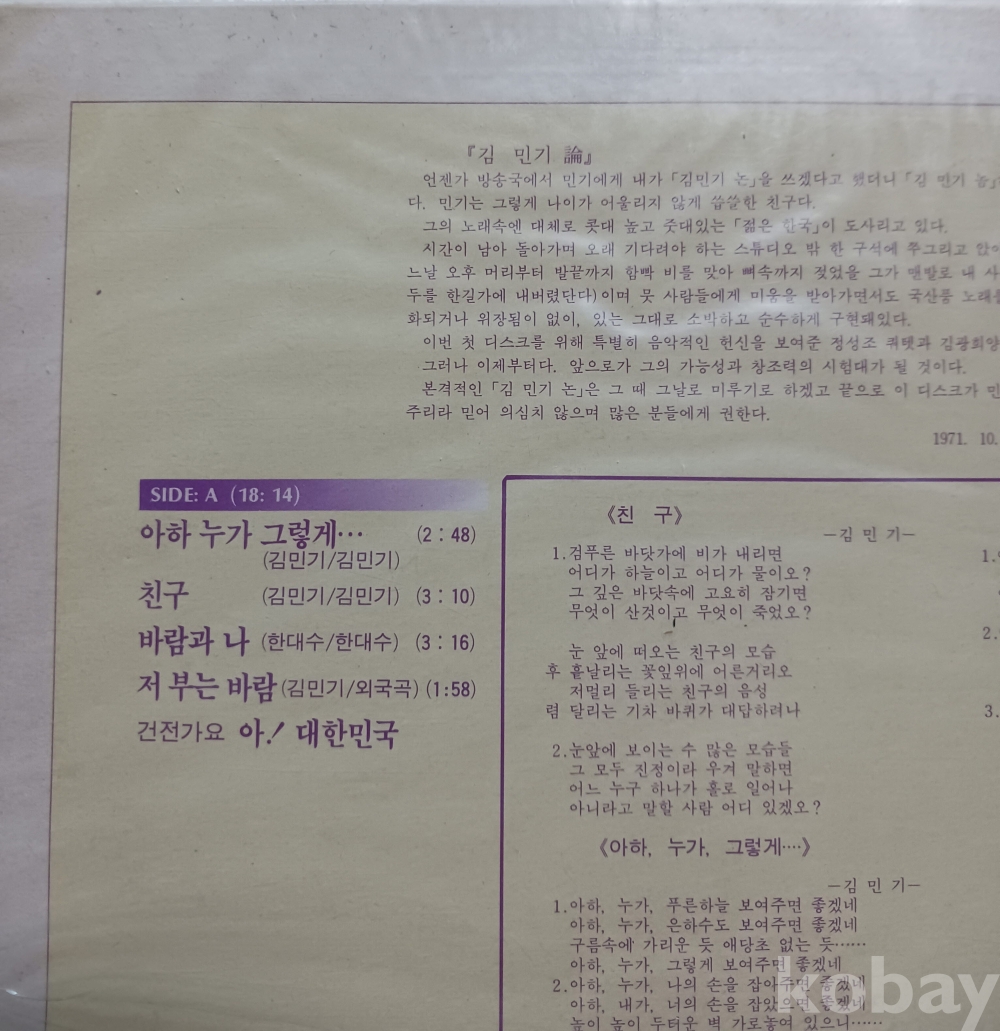 『김 민기 論』
언젠가 방송국에서 민기에게 내가 「김민기 논」을 쓰겠다고 했더니 「김 민기 놈」
다. 민기는 그렇게 나이가 어울리지 않게 씁쓸한 친구다.
그의 노래속엔 대체로 콧대 높고 줏대있는 「젊은 한국」이 도사리고 있다.
시간이 남아 돌아가며 오래 기다려야 하는 스튜디오 밖 한 구석에 쭈그리고 앉아
느날 오후 머리부터 발끝까지 함빡 비를 맞아 뼈속까지 젖었을 그가 맨발로 내 사
두를 한길가에 내버렸단다)이며 뭇 사람들에게 미움을 받아가면서도 국산풍 노래를
화되거나 위장됨이 없이, 있는 그대로 소박하고 순수하게 구현돼있다.
이번 첫 디스크를 위해 특별히 음악적인 헌신을 보여준 정성조 쿼텟과 김광희양
그러나 이제부터다. 앞으로가 그의 가능성과 창조력의 시험대가 될 것이다.
본격적인 「김 민기 논」은 그 때 그날로 미루기로 하겠고 끝으로 이 디스크가 민
주리라 믿어 의심치 않으며 많은 분들에게 권한다.
1971. 10.
SIDE: A (18: 14)
아하 누가 그렇게… (2 : 48)
(김민기/김민기)
친구 (김민기/김민기) (3 : 10)
바람과 나 (한대수/한대수) (3 : 16)
저 부는 바람 (김민기/외국곡) (1:58)
건전가요 아! 대한민국
《친 구》
—김 민 기—
1.검푸른 바닷가에 비가 내리면
어디가 하늘이고 어디가 물이오?
그 깊은 바닷속에 고요히 잠기면
무엇이 산것이고 무엇이 죽었오?
눈 앞에 떠오는 친구의 모습
후 흩날리는 꽃잎위에 어른거리오
저멀리 들리는 친구의 음성
렴 달리는 기차 바퀴가 대답하려나
2.눈앞에 보이는 수 많은 모습들
그 모두 진정이라 우겨 말하면
어느 누구 하나가 홀로 일어나
아니라고 말할 사람 어디 있겠오?
《아하, 누가, 그렇게····》
—김 민 기—
1.아하, 누가, 푸른하늘 보여주면 좋겠네
아하, 누가, 은하수도 보여주면 좋겠네
구름속에 가리운 듯 애당초 없는 듯······
아하, 누가, 그렇게 보여주면 좋겠네
2.아하, 누가, 나의 손을 잡아주면 좋겠네
아하, 내가, 너의 손을 잡았으면 좋겠네
높이 높이 두터운 벽 가로놓여 있으니······
1.
2.
3.
kobay